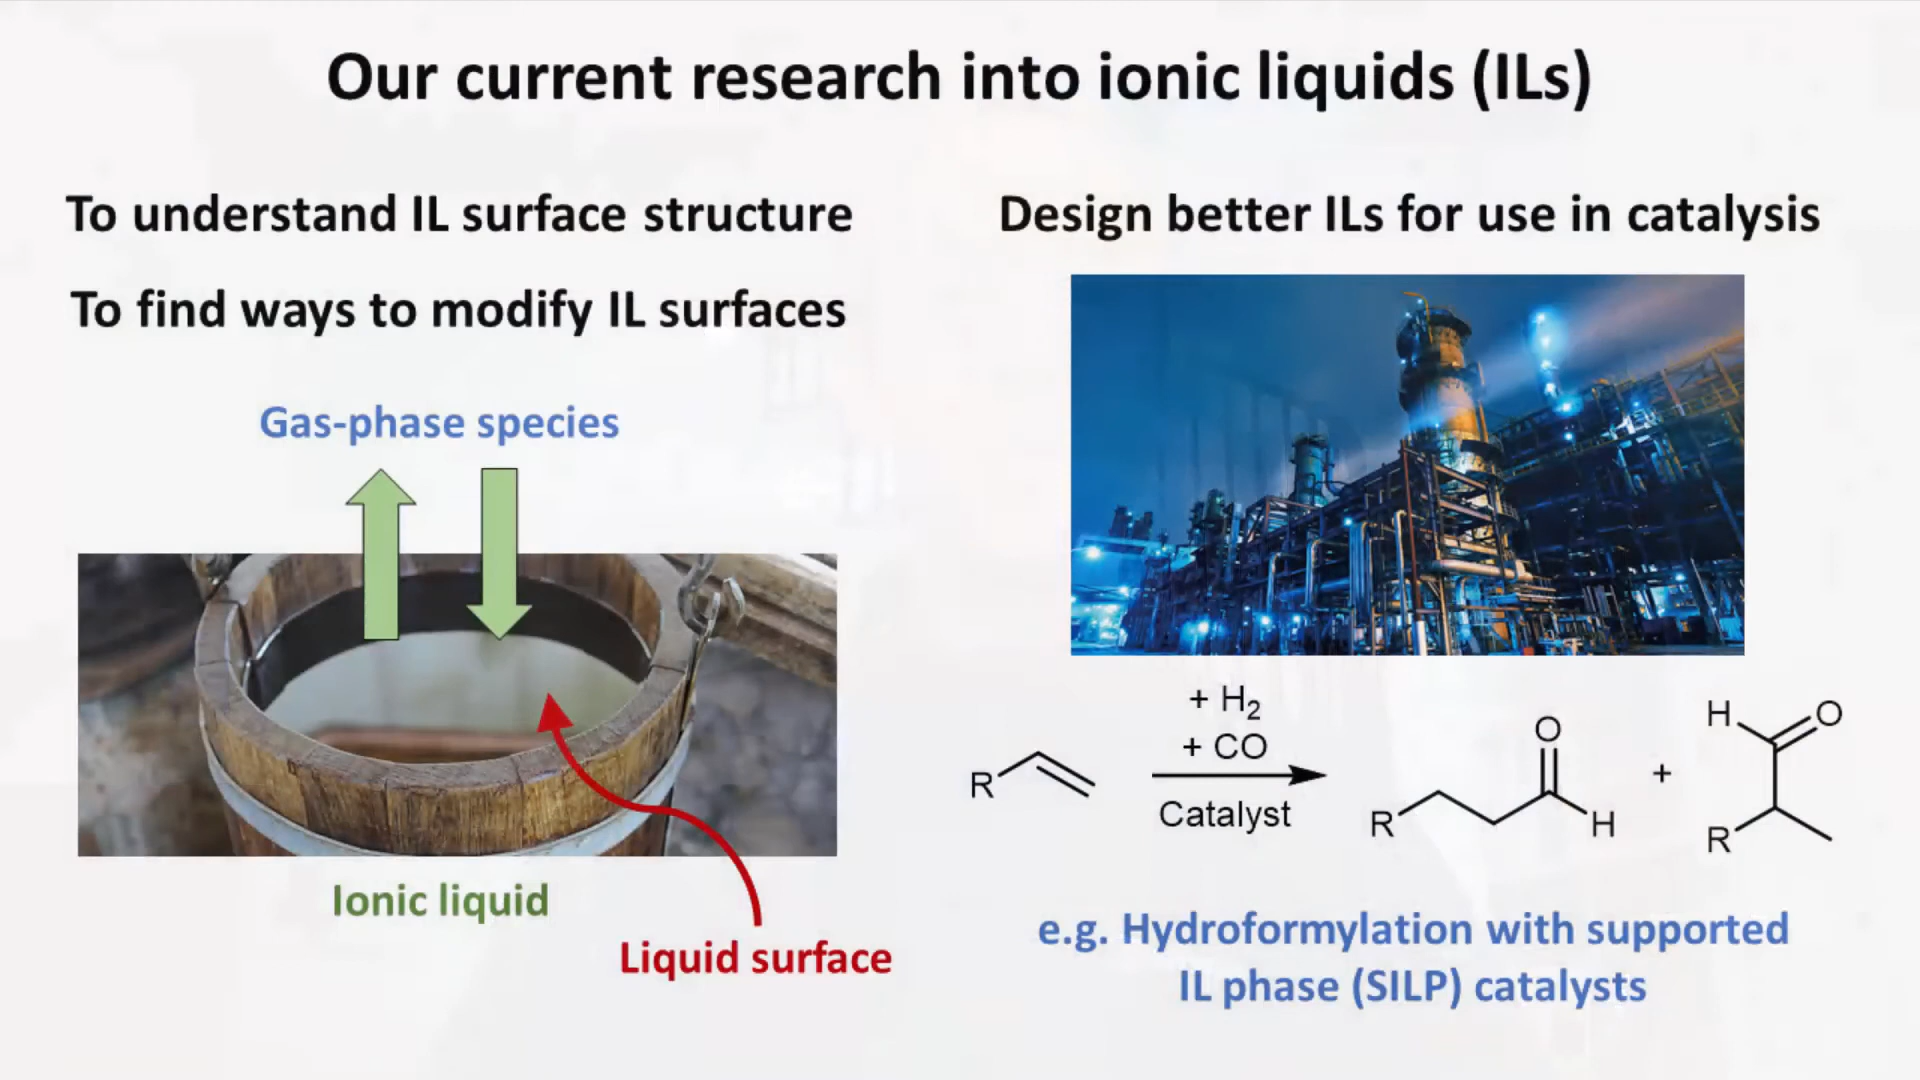 Our current research into ionic liquids (ILs)
To understand IL surface structure
To find ways to modify IL surfaces
Gas-phase species
Ionic liquid
Liquid surface
Design better ILs for use in catalysis
R
+ H₂
+ CO
Catalyst
R
O
H
+
H
O
R
e.g. Hydroformylation with supported
IL phase (SILP) catalysts